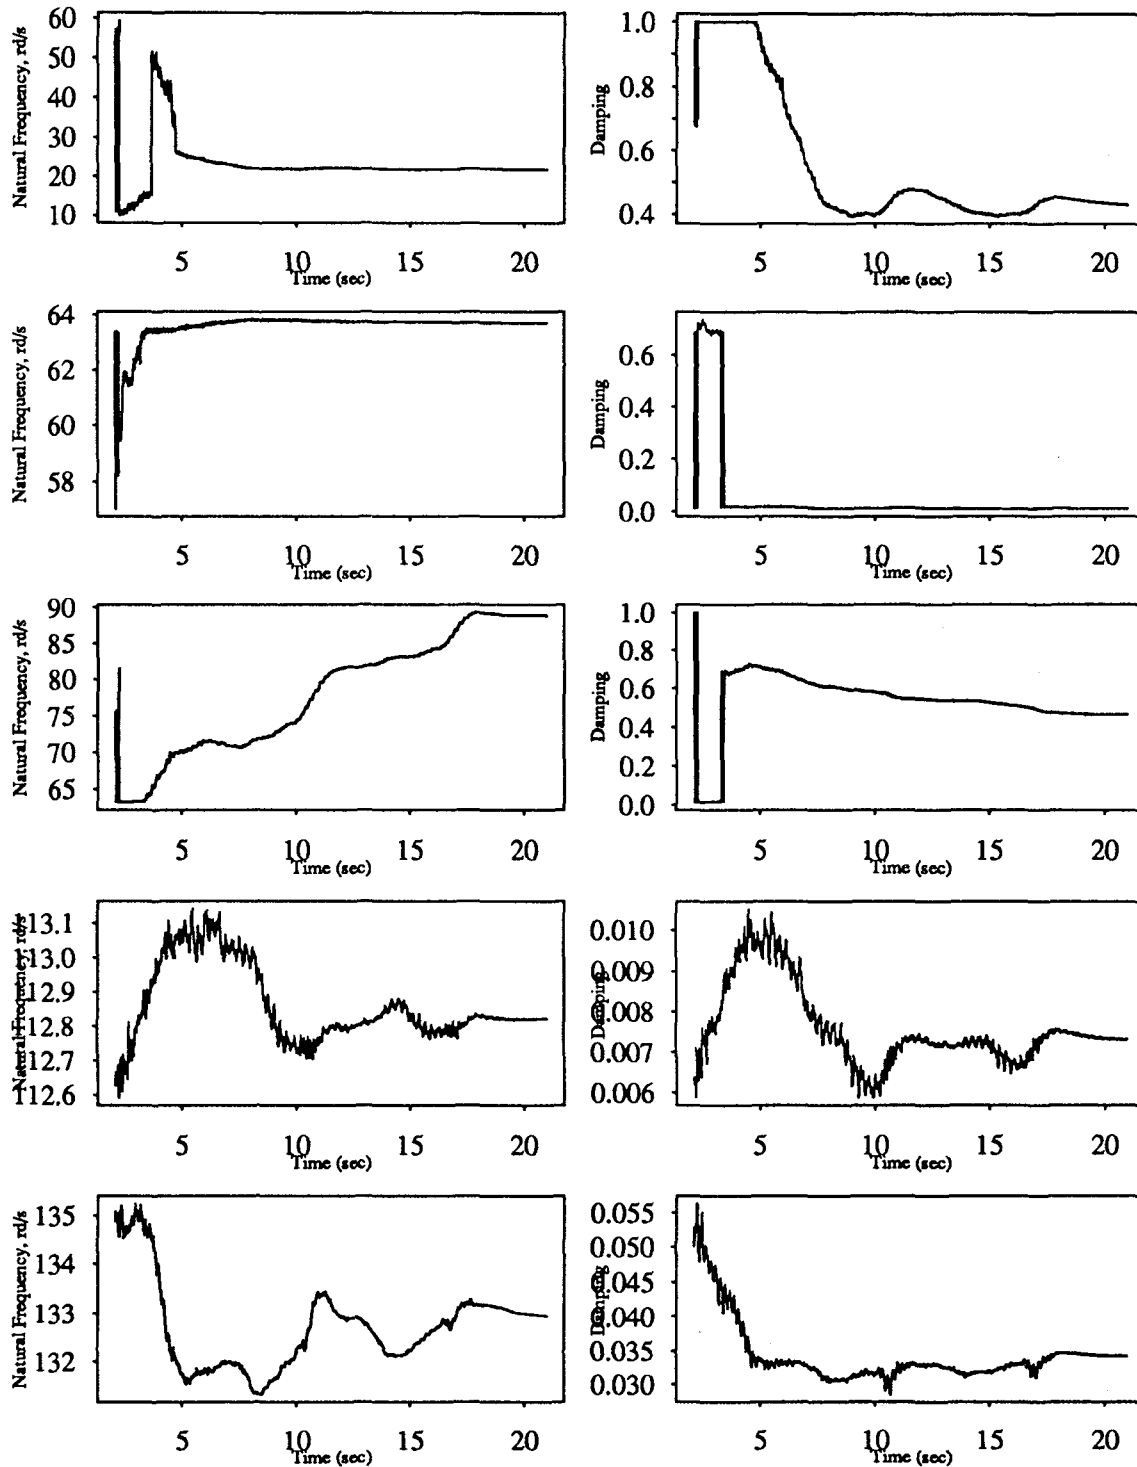 Natural Frequency, rd/s
60
50
40
30
20
10
5 10 15 20
Time (sec)
Damping
1.0
0.8
0.6
0.4
5 10 15 20
Time (sec)
Natural Frequency, rd/s
64
62
60
58
5 10 15 20
Time (sec)
Damping
0.6
0.4
0.2
0.0
5 10 15 20
Time (sec)
Natural Frequency, rd/s
90
85
80
75
70
65
5 10 15 20
Time (sec)
Damping
1.0
0.8
0.6
0.4
0.2
0.0
5 10 15 20
Time (sec)
Natural Frequency, rd/s
113.1
113.0
112.9
112.8
112.7
112.6
5 10 15 20
Time (sec)
Damping
0.010
0.009
0.008
0.007
0.006
5 10 15 20
Time (sec)
Natural Frequency, rd/s
135
134
133
132
5 10 15 20
Time (sec)
Damping
0.055
0.050
0.045
0.040
0.035
0.030
5 10 15 20
Time (sec)